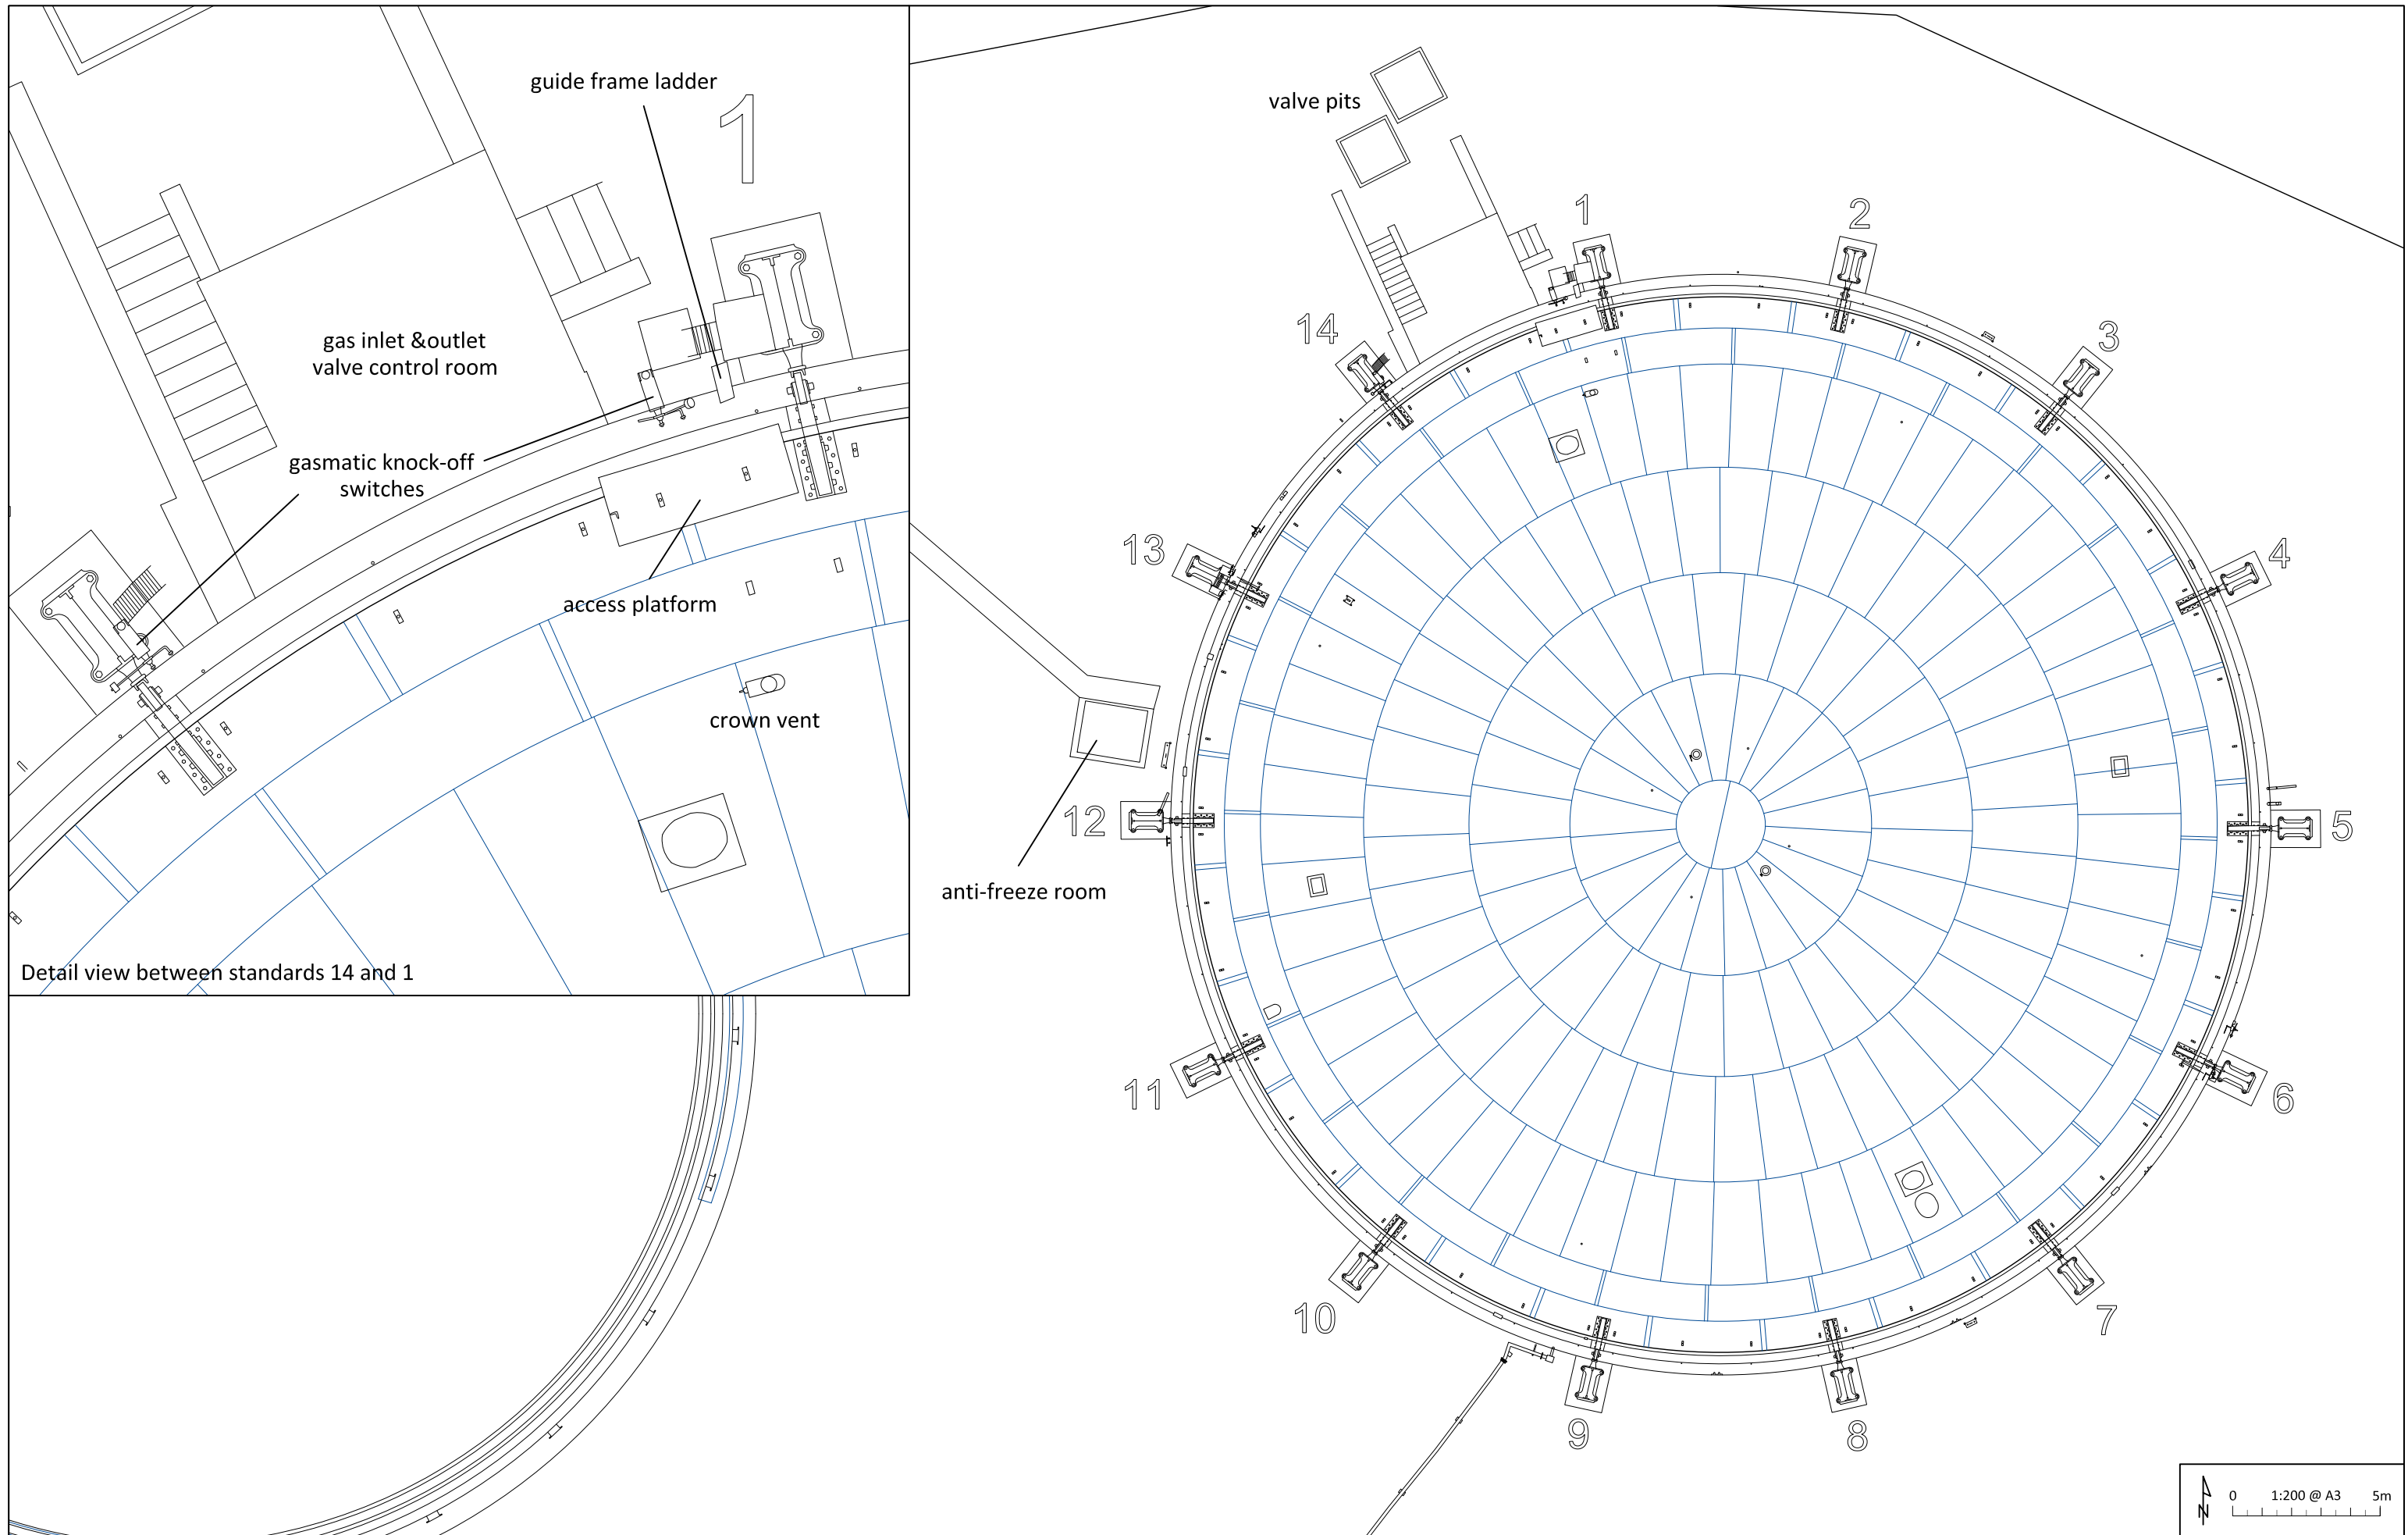 guide frame ladder
1
gas inlet &outlet
valve control room
gasmatic knock-off
switches
access platform
crown vent
Detail view between standards 14 and 1
valve pits
1
2
3
4
5
6
7
8
9
10
11
12
13
14
anti-freeze room
N
0 1:200 @ A3 5m